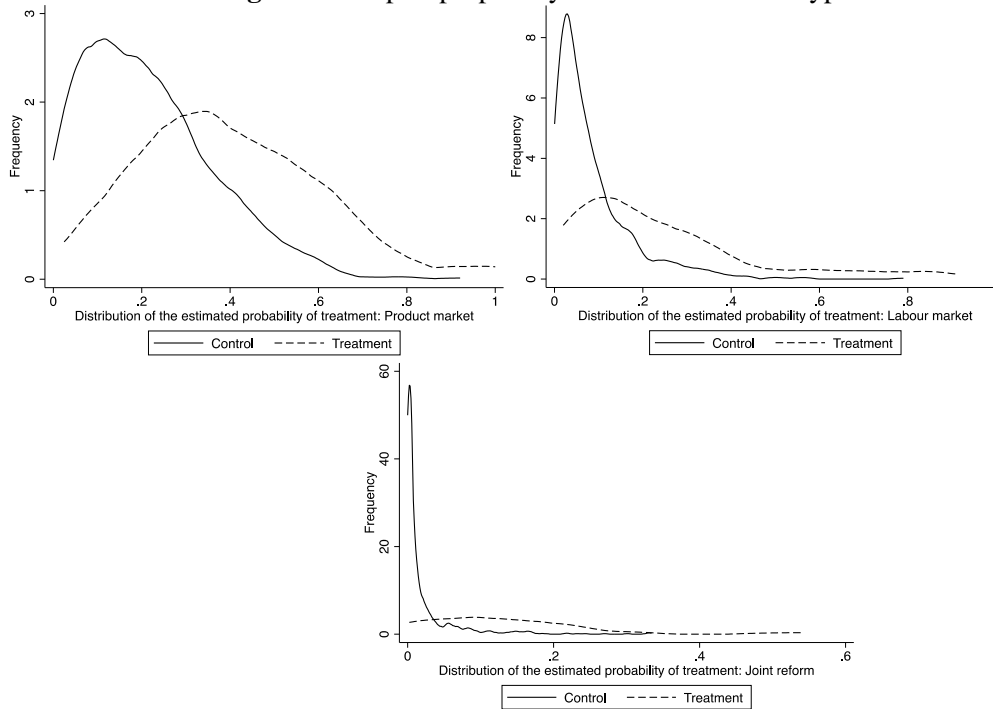 3
2
1
0
Frequency
0 .2 .4 .6 .8 1
Distribution of the estimated probability of treatment: Product market
Control Treatment
8
6
4
2
0
Frequency
0 .2 .4 .6 .8
Distribution of the estimated probability of treatment: Labour market
Control Treatment
60
40
20
0
Frequency
0 .2 .4 .6
Distribution of the estimated probability of treatment: Joint reform
Control Treatment